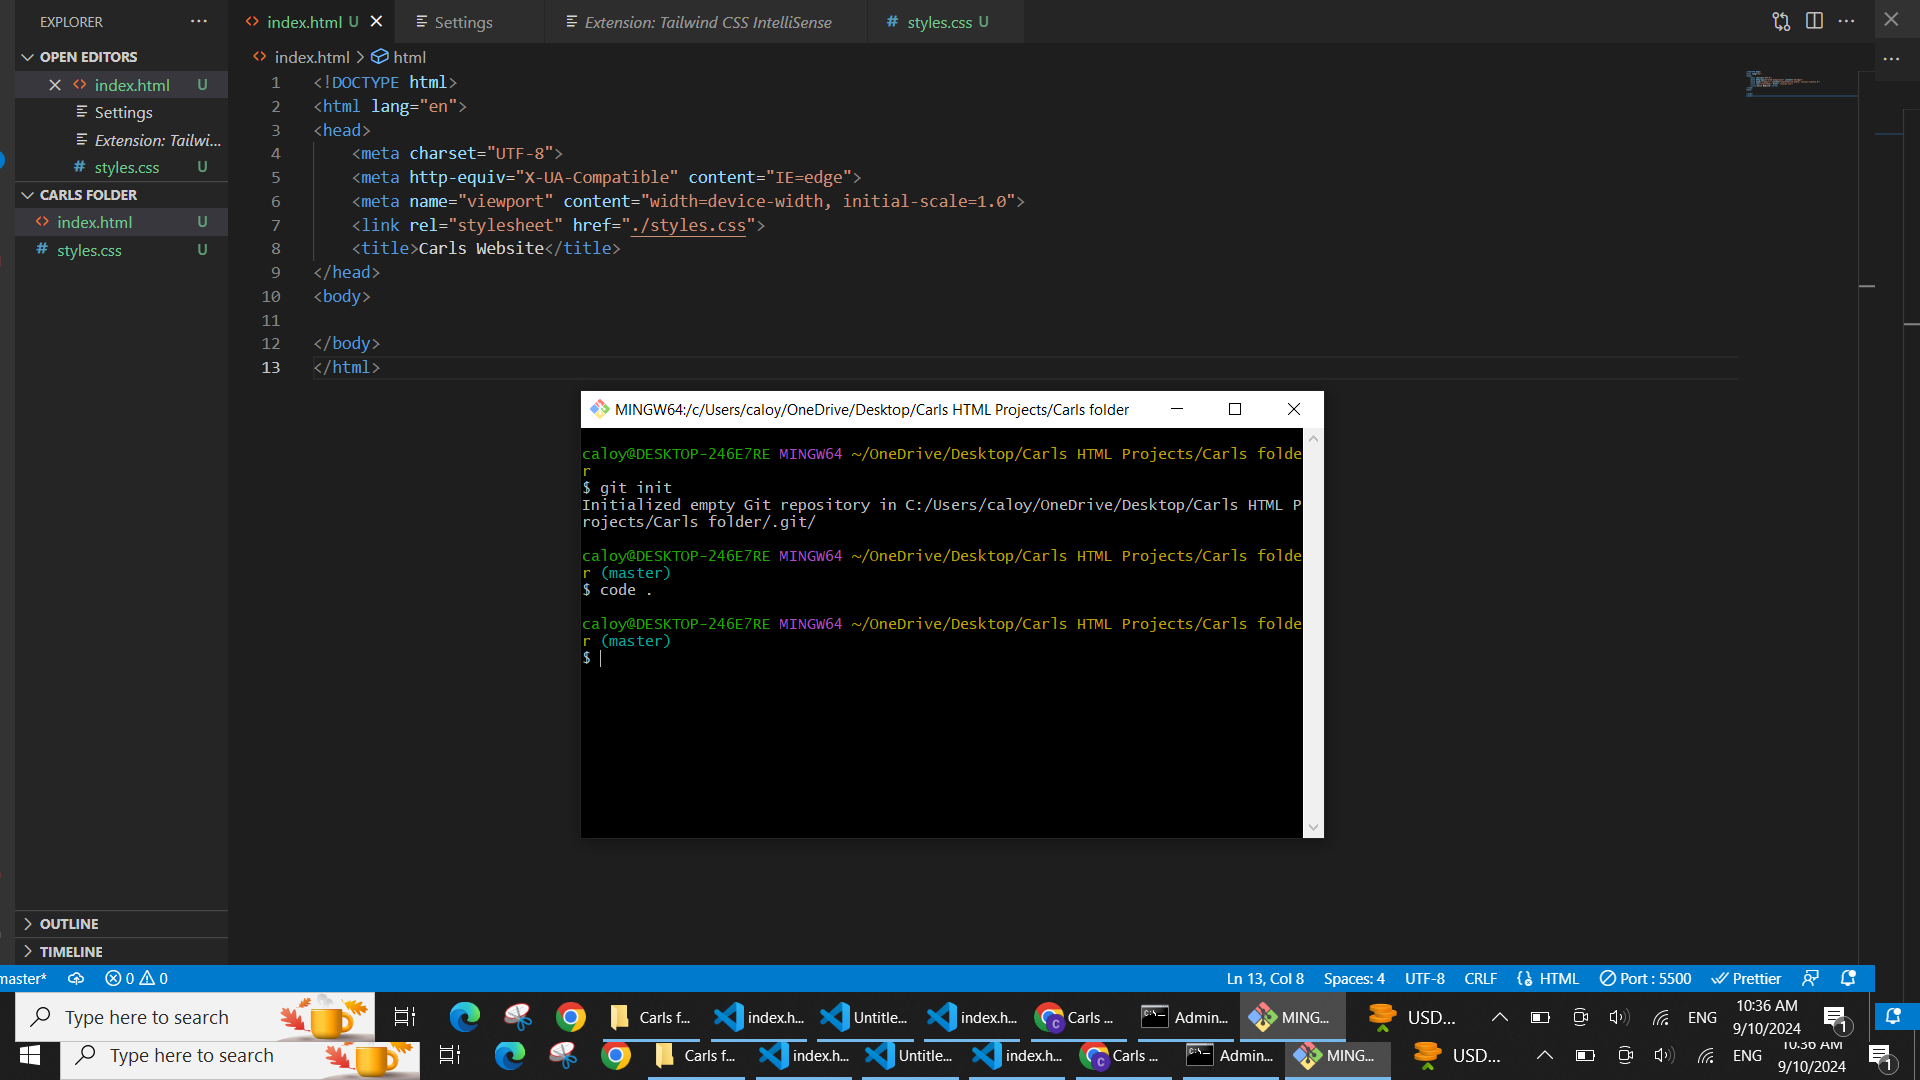 EXPLORER
OPEN EDITORS
index.html U
Settings
Extension: Tailwi...
styles.css U
CARLS FOLDER
index.html U
styles.css U
OUTLINE
TIMELINE
index.html U
Settings
Extension: Tailwind CSS IntelliSense
styles.css U
index.html > html
1 <!DOCTYPE html>
2 <html lang="en">
3 <head>
4 <meta charset="UTF-8">
5 <meta http-equiv="X-UA-Compatible" content="IE=edge">
6 <meta name="viewport" content="width=device-width, initial-scale=1.0">
7 <link rel="stylesheet" href="./styles.css">
8 <title>Carls Website</title>
9 </head>
10 <body>
11
12 </body>
13 </html>
MINGW64:/c/Users/caloy/OneDrive/Desktop/Carls HTML Projects/Carls folder
caloy@DESKTOP-246E7RE MINGW64 ~/OneDrive/Desktop/Carls HTML Projects/Carls folde
r
$ git init
Initialized empty Git repository in C:/Users/caloy/OneDrive/Desktop/Carls HTML P
rojects/Carls folder/.git/
caloy@DESKTOP-246E7RE MINGW64 ~/OneDrive/Desktop/Carls HTML Projects/Carls folde
r (master)
$ code .
caloy@DESKTOP-246E7RE MINGW64 ~/OneDrive/Desktop/Carls HTML Projects/Carls folde
r (master)
$
master* 0 0 Ln 13, Col 8 Spaces: 4 UTF-8 CRLF HTML Port : 5500 Prettier
Type here to search Carls f... index.h... Untitle... index.h... Carls ... Admin... MING... USD... ENG 10:36 AM
9/10/2024 1
Type here to search Carls f... index.h... Untitle... index.h... Carls ... Admin... MING... USD... ENG 10:36 AM
9/10/2024 1